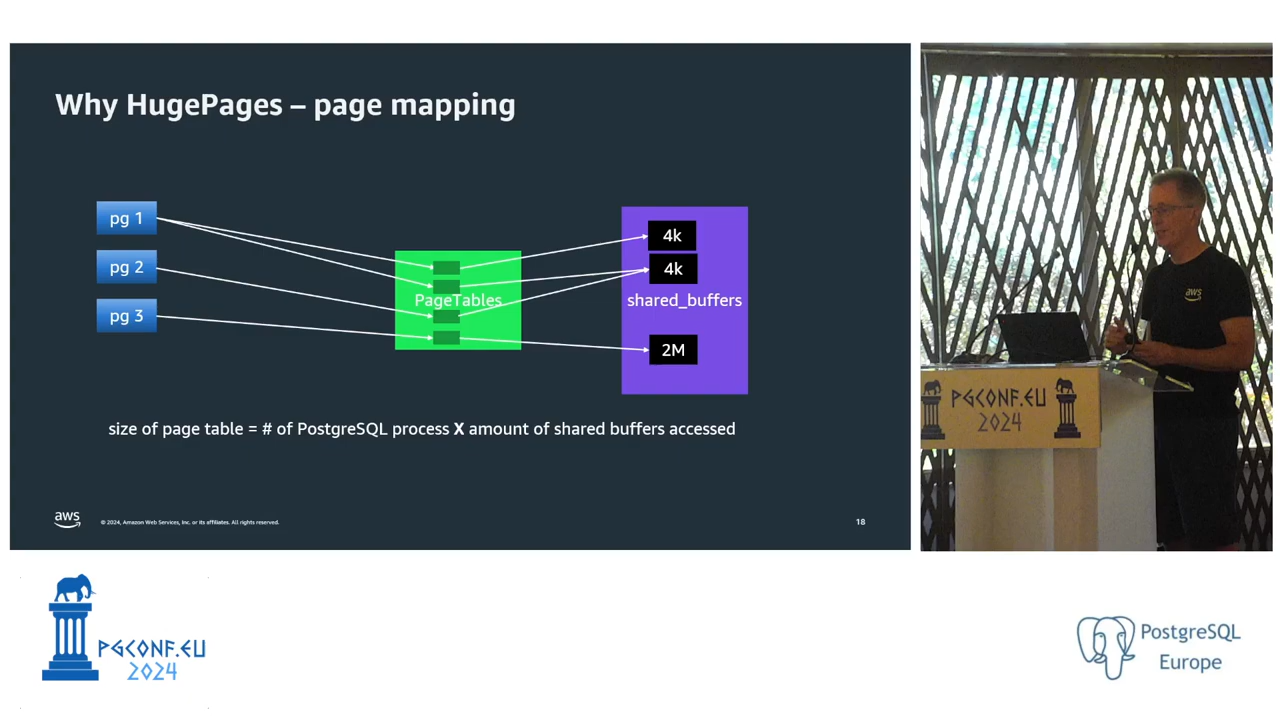 Why HugePages – page mapping
pg 1
pg 2
pg 3
PageTables
4k
4k
shared_buffers
2M
size of page table = # of PostgreSQL process X amount of shared buffers accessed
aws
© 2024, Amazon Web Services, Inc. or its affiliates. All rights reserved.
18
aws
PGCONF.EU
2024
PGCONF.EU
2024
PostgreSQL
Europe